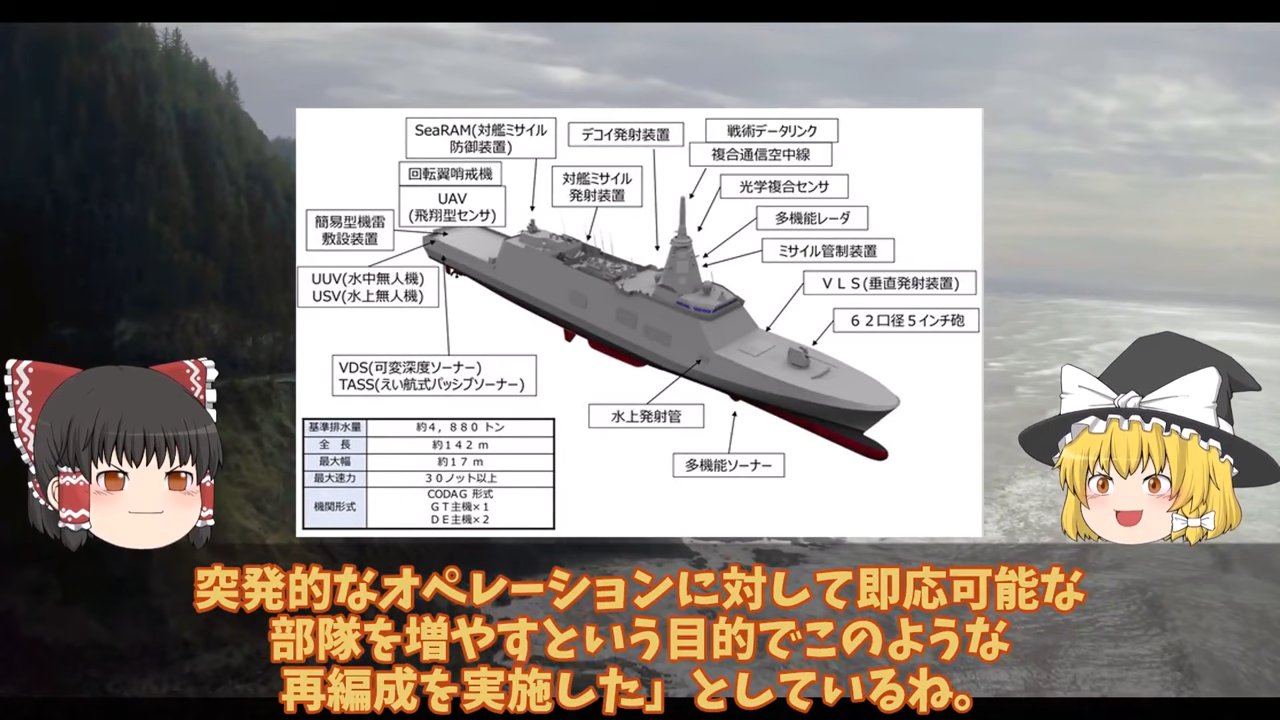 SeaRAM(対艦ミサイル
防御装置)
デコイ発射装置
戦術データリンク
複合通信空中線
回転翼哨戒機
対艦ミサイル
発射装置
光学複合センサ
UAV
(飛翔型センサ)
簡易型機雷
敷設装置
多機能レーダ
ミサイル管制装置
UUV(水中無人機)
USV(水上無人機)
VLS(垂直発射装置)
62口径5インチ砲
VDS(可変深度ソーナー)
TASS(えい航式パッシブソーナー)
水上発射管
多機能ソーナー
基準排水量 約4,880 トン
全 長 約142 m
最大幅 約17 m
最大速力 30ノット以上
機関形式 CODAG 形式
GT主機×1
DE主機×2
突発的なオペレーションに対して即応可能な
部隊を増やすという目的でこのような
再編成を実施した」としているね。